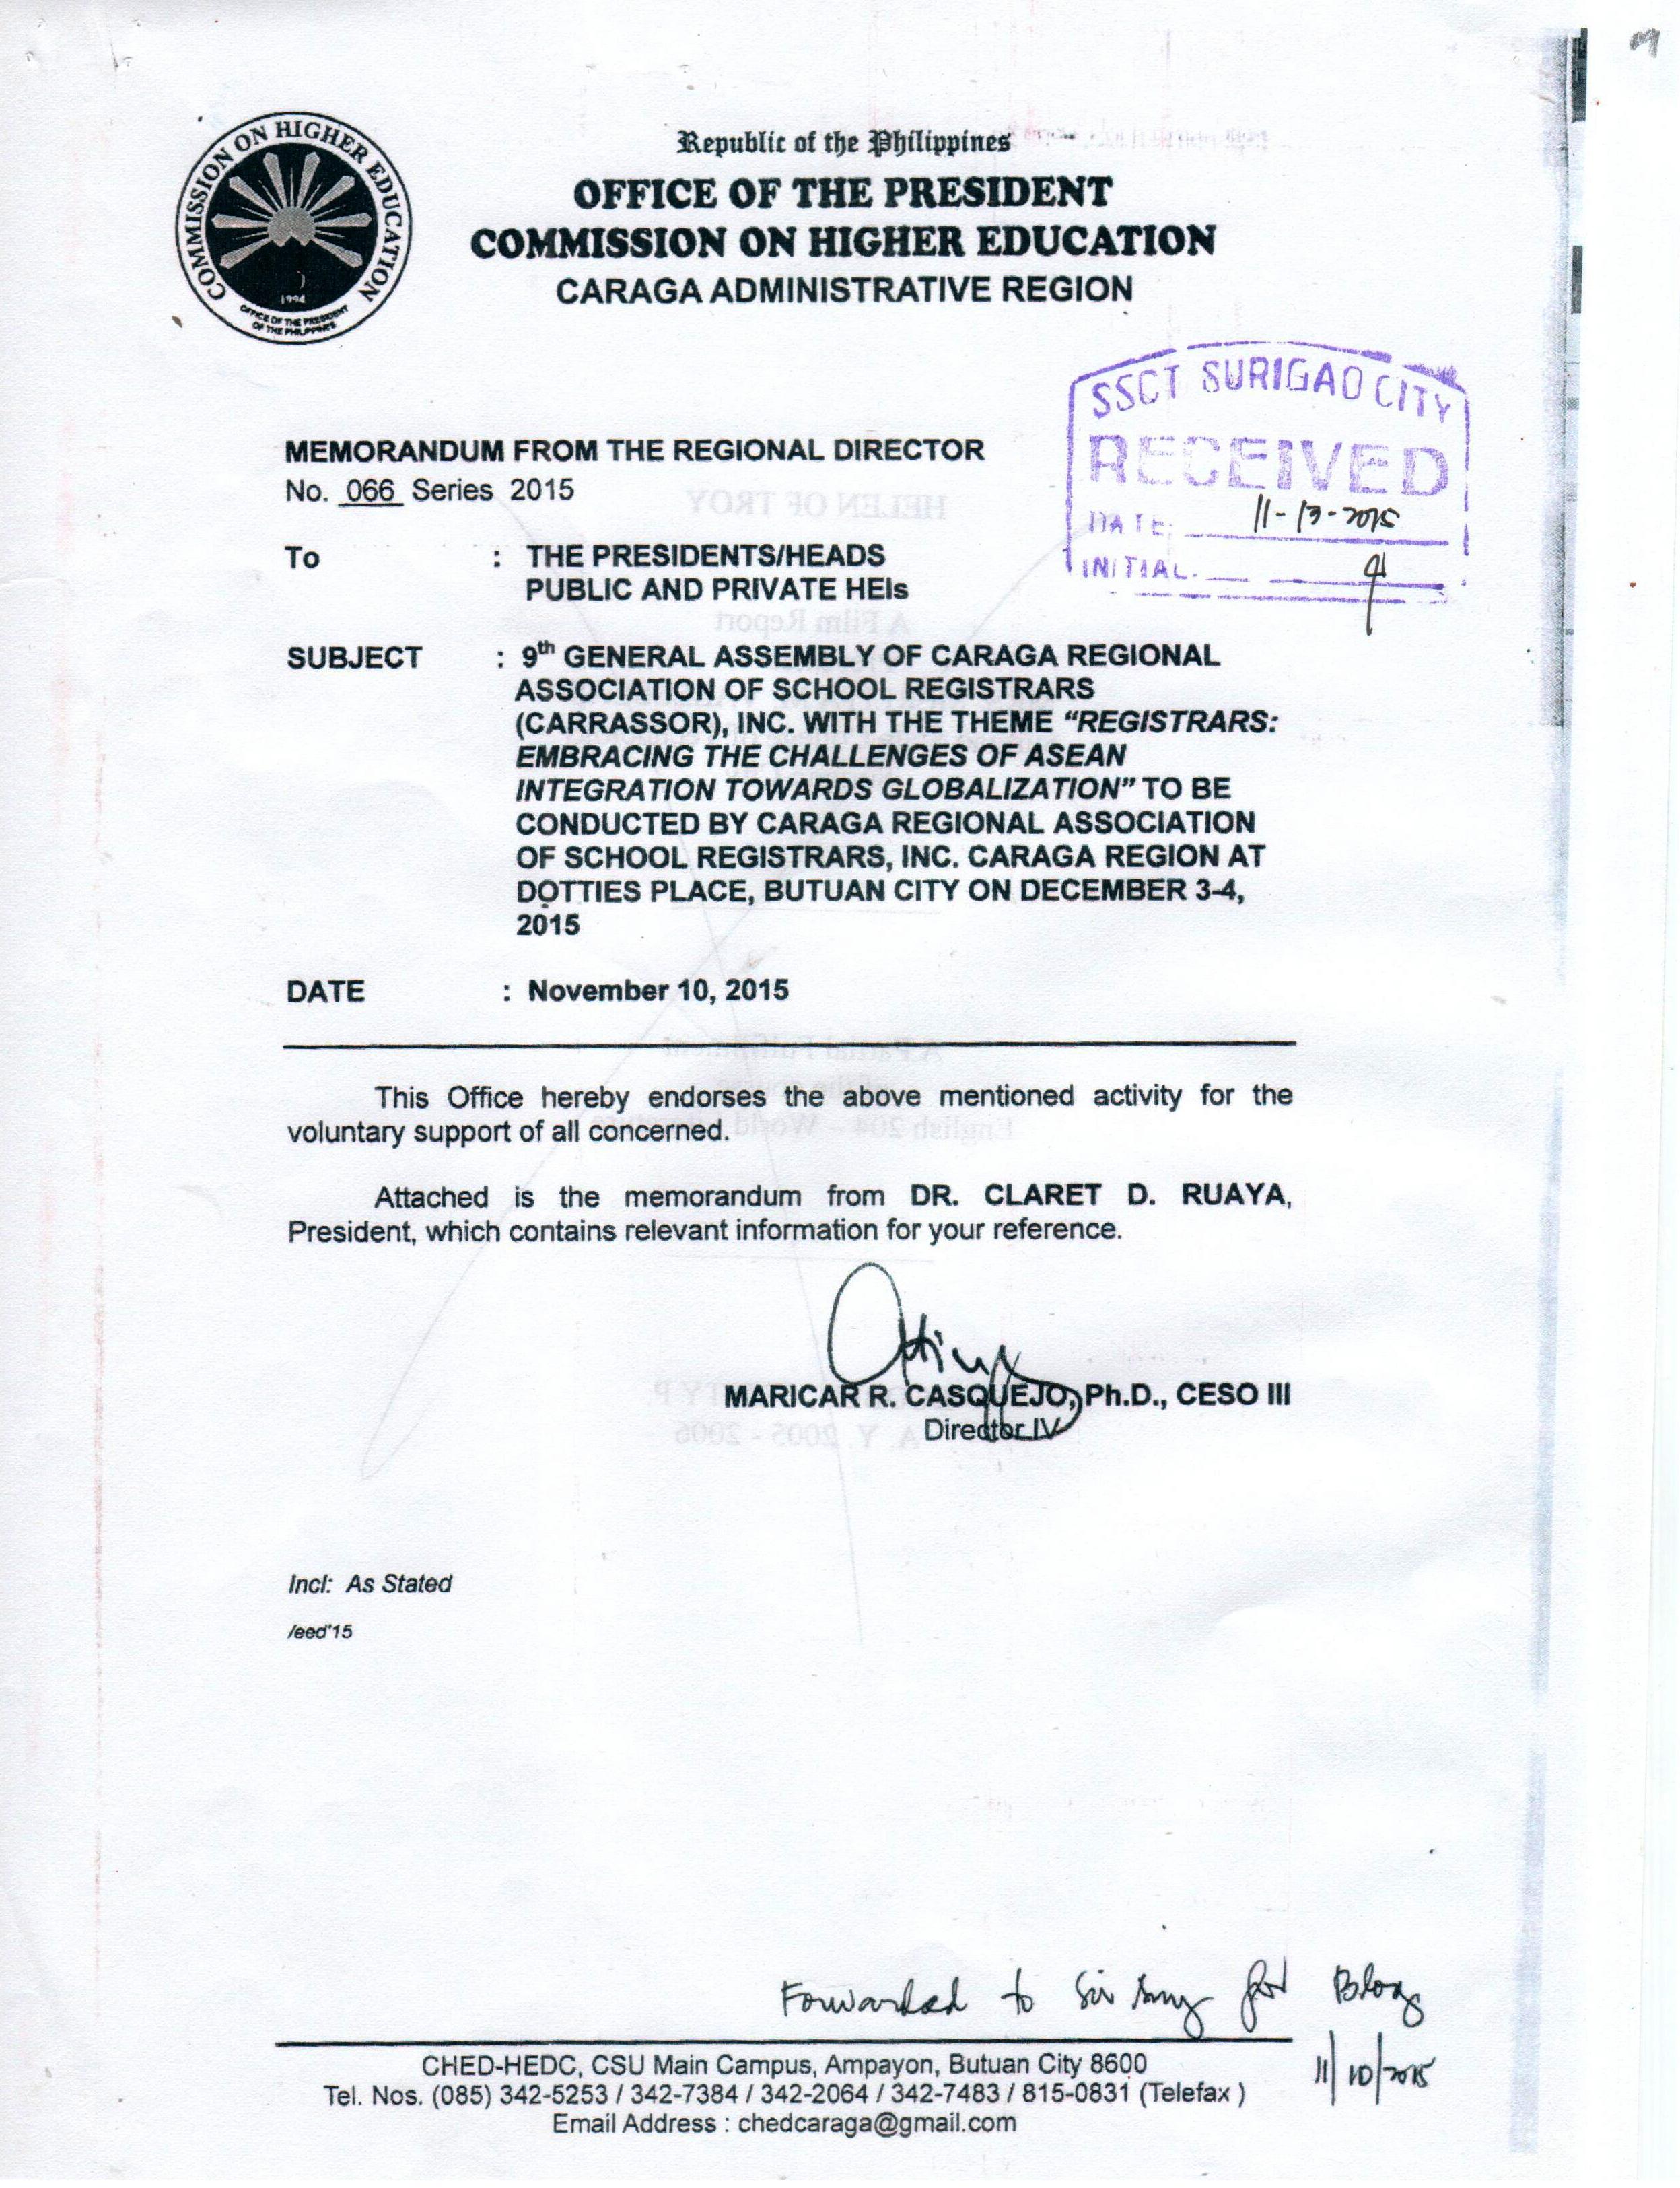 COMMISSION ON HIGHER EDUCATION
1994
OFFICE OF THE PRESIDENT
OF THE PHILIPPINES
Republic of the Philippines
OFFICE OF THE PRESIDENT
COMMISSION ON HIGHER EDUCATION
CARAGA ADMINISTRATIVE REGION
SSCT SURIGAO CITY
RECEIVED
DATE: 11-13-2015
INITIAL:
MEMORANDUM FROM THE REGIONAL DIRECTOR
No. 066 Series 2015
To : THE PRESIDENTS/HEADS
PUBLIC AND PRIVATE HEIs
SUBJECT : 9th GENERAL ASSEMBLY OF CARAGA REGIONAL
ASSOCIATION OF SCHOOL REGISTRARS
(CARRASSOR), INC. WITH THE THEME "REGISTRARS:
EMBRACING THE CHALLENGES OF ASEAN
INTEGRATION TOWARDS GLOBALIZATION" TO BE
CONDUCTED BY CARAGA REGIONAL ASSOCIATION
OF SCHOOL REGISTRARS, INC. CARAGA REGION AT
DOTTIES PLACE, BUTUAN CITY ON DECEMBER 3-4,
2015
DATE : November 10, 2015
This Office hereby endorses the above mentioned activity for the
voluntary support of all concerned.
Attached is the memorandum from DR. CLARET D. RUAYA,
President, which contains relevant information for your reference.
MARICAR R. CASQUEJO, Ph.D., CESO III
Director IV
Incl: As Stated
/eed'15
Forwarded to Sir for Blog
11/10/2015
CHED-HEDC, CSU Main Campus, Ampayon, Butuan City 8600
Tel. Nos. (085) 342-5253 / 342-7384 / 342-2064 / 342-7483 / 815-0831 (Telefax )
Email Address : chedcaraga@gmail.com